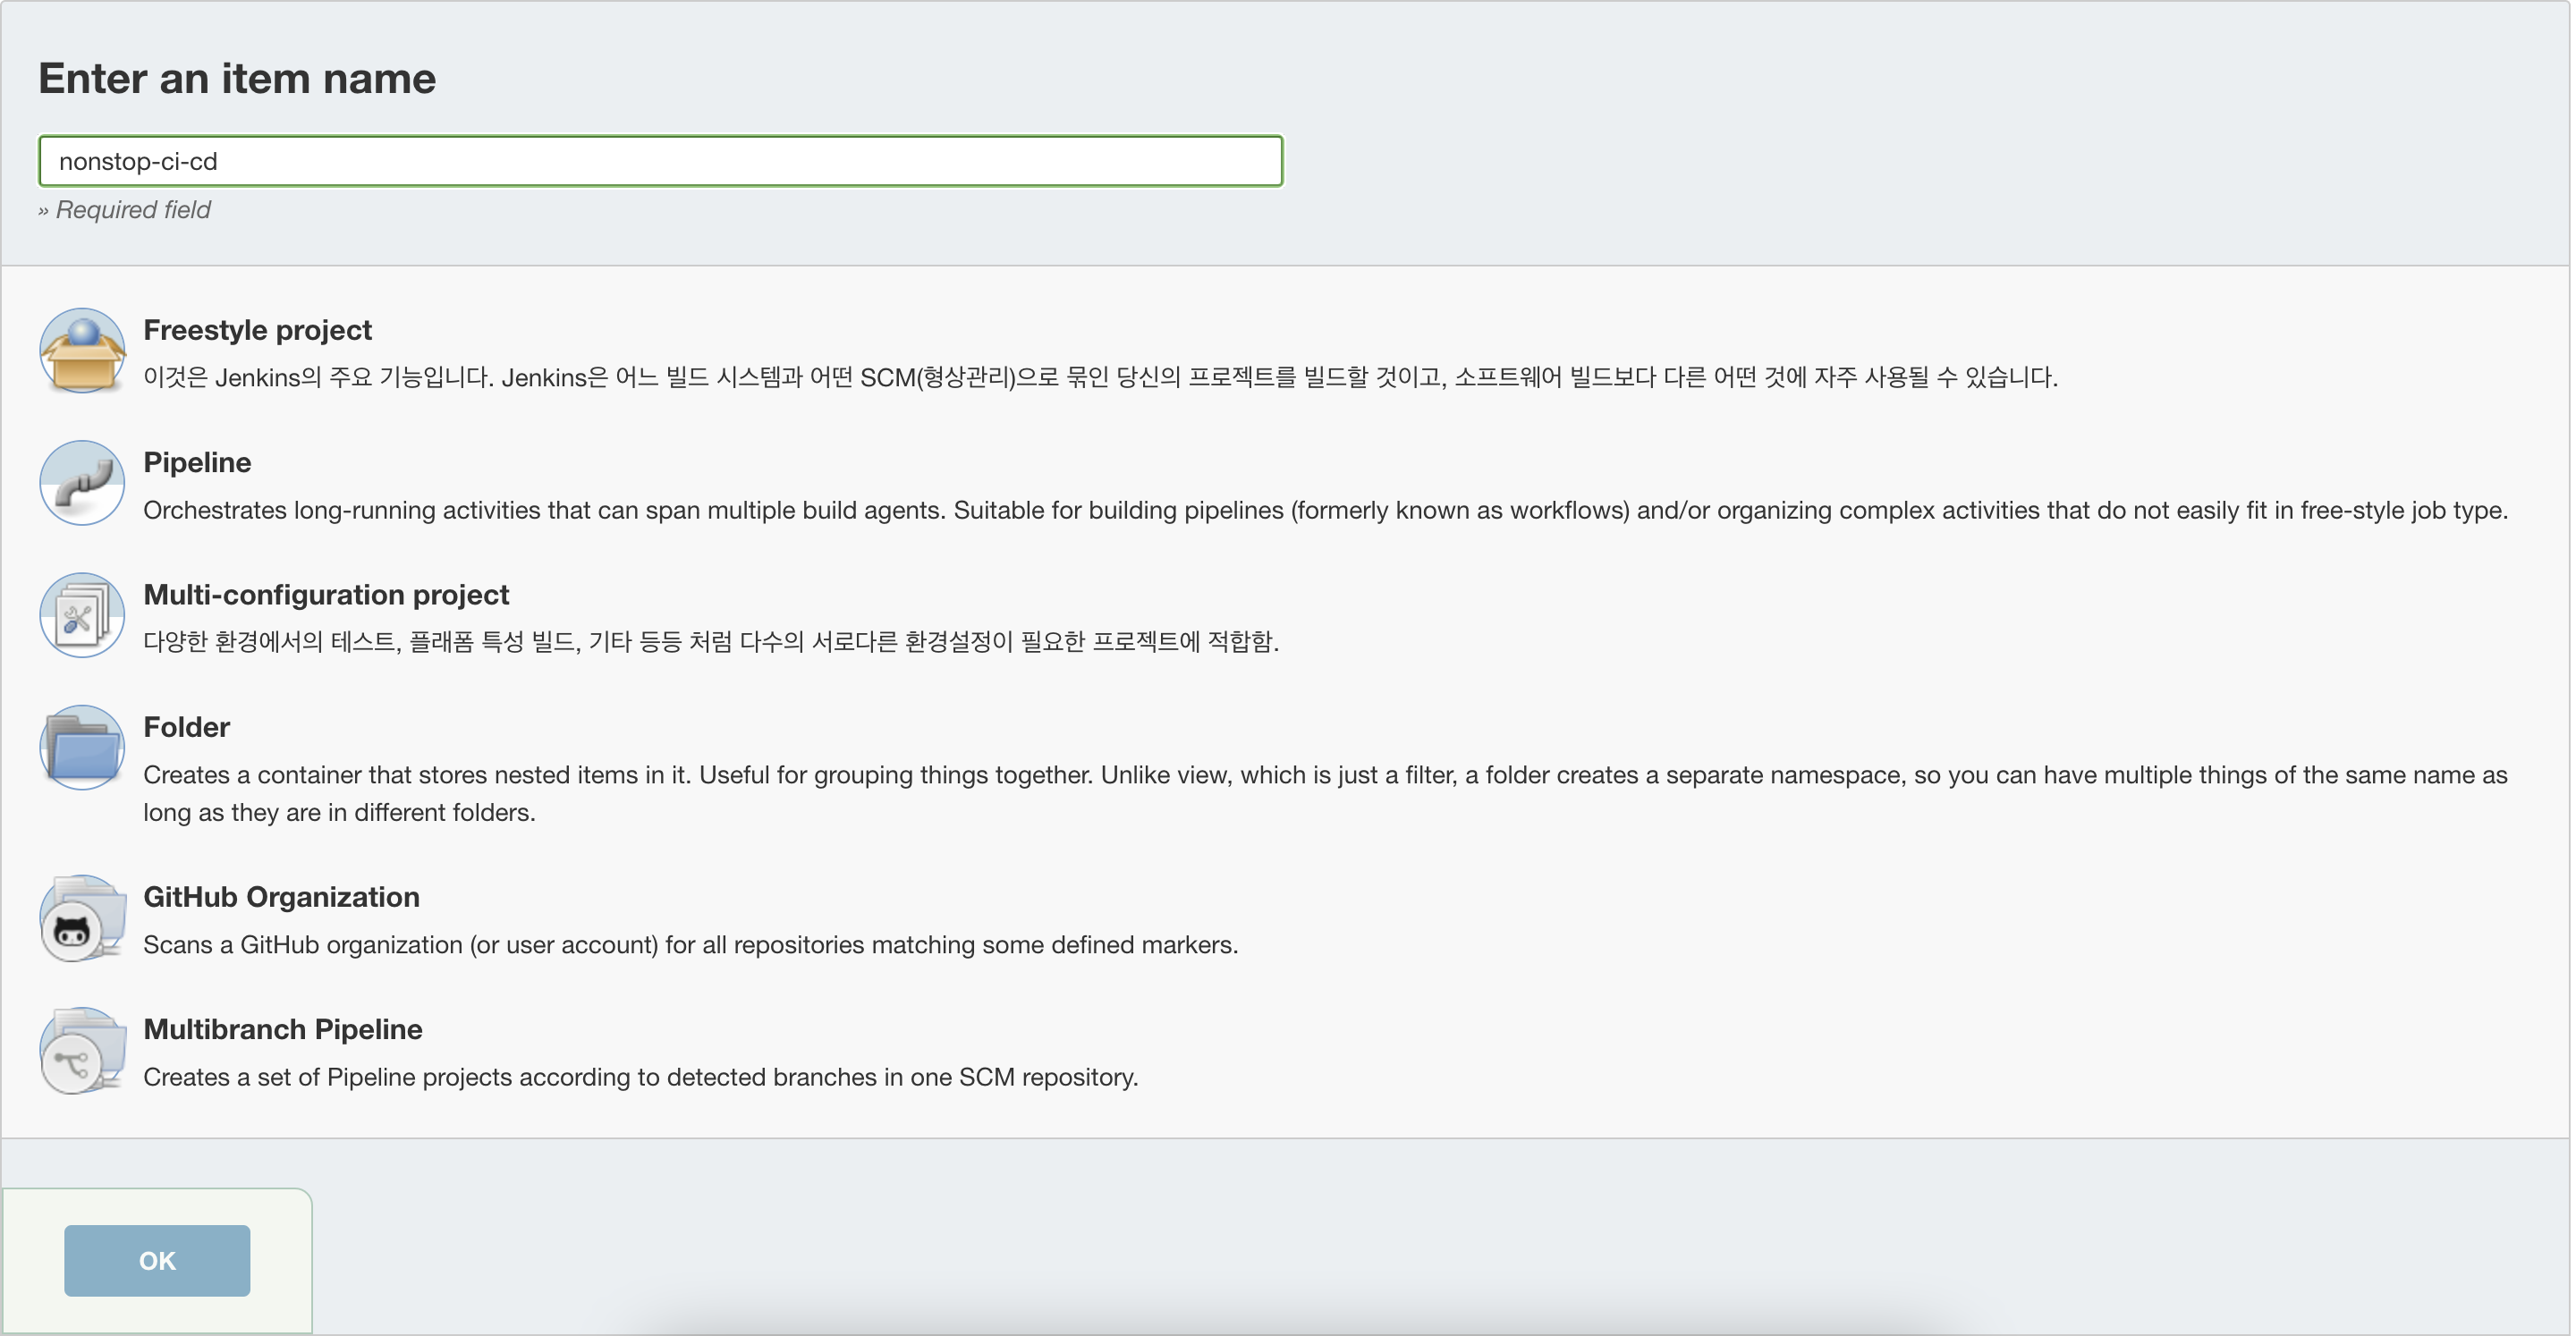 Enter an item name
nonstop-ci-cd
» Required field
Freestyle project
이것은 Jenkins의 주요 기능입니다. Jenkins은 어느 빌드 시스템과 어떤 SCM(형상관리)으로 묶인 당신의 프로젝트를 빌드할 것이고, 소프트웨어 빌드보다 다른 어떤 것에 자주 사용될 수 있습니다.
Pipeline
Orchestrates long-running activities that can span multiple build agents. Suitable for building pipelines (formerly known as workflows) and/or organizing complex activities that do not easily fit in free-style job type.
Multi-configuration project
다양한 환경에서의 테스트, 플래폼 특성 빌드, 기타 등등 처럼 다수의 서로다른 환경설정이 필요한 프로젝트에 적합함.
Folder
Creates a container that stores nested items in it. Useful for grouping things together. Unlike view, which is just a filter, a folder creates a separate namespace, so you can have multiple things of the same name as
long as they are in different folders.
GitHub Organization
Scans a GitHub organization (or user account) for all repositories matching some defined markers.
Multibranch Pipeline
Creates a set of Pipeline projects according to detected branches in one SCM repository.
OK